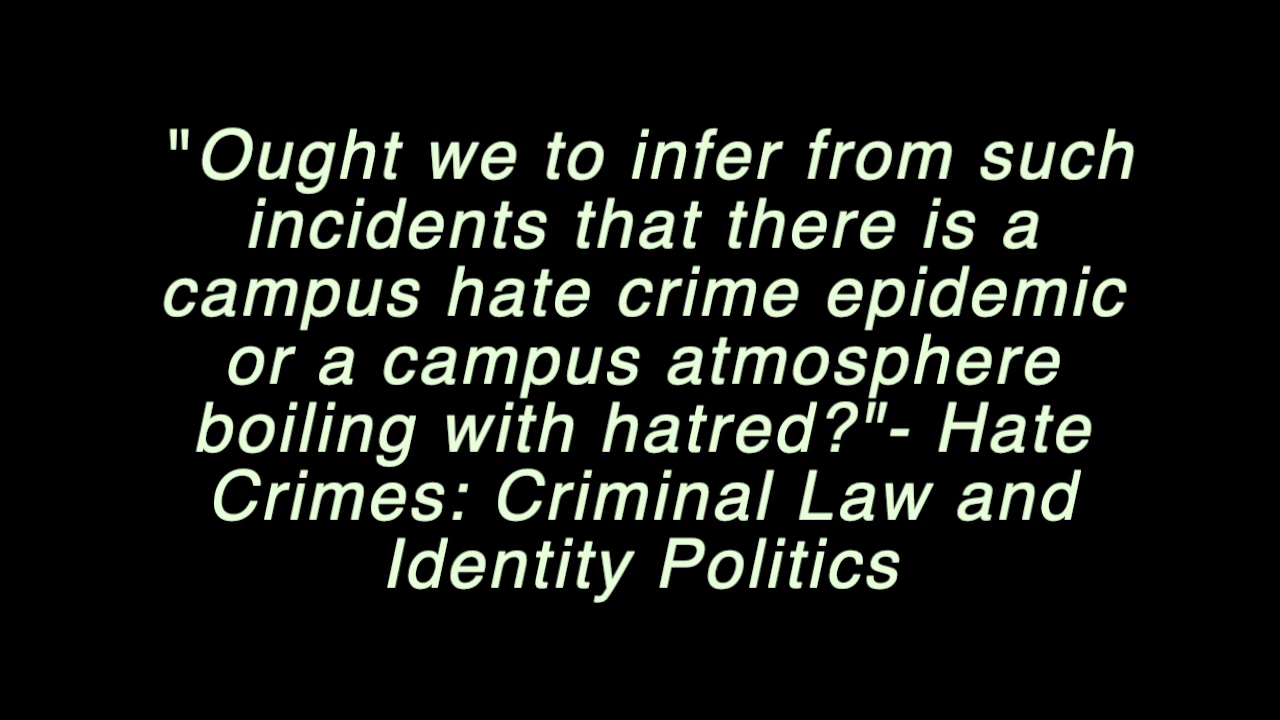 "Ought we to infer from such
incidents that there is a
campus hate crime epidemic
or a campus atmosphere
boiling with hatred?"- Hate
Crimes: Criminal Law and
Identity Politics